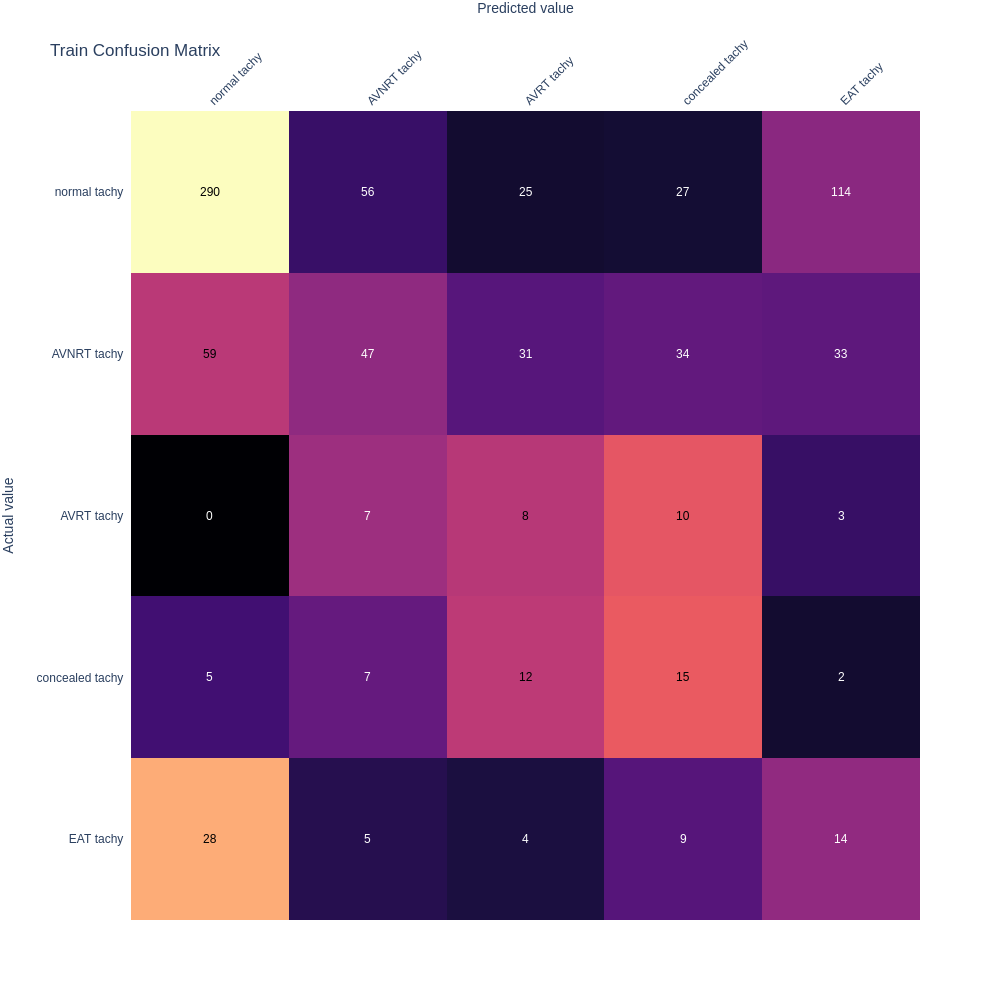 Predicted value
Train Confusion Matrix
normal tachy AVNRT tachy AVRT tachy concealed tachy EAT tachy
normal tachy 290 56 25 27 114
AVNRT tachy 59 47 31 34 33
AVRT tachy 0 7 8 10 3
concealed tachy 5 7 12 15 2
EAT tachy 28 5 4 9 14
Actual value